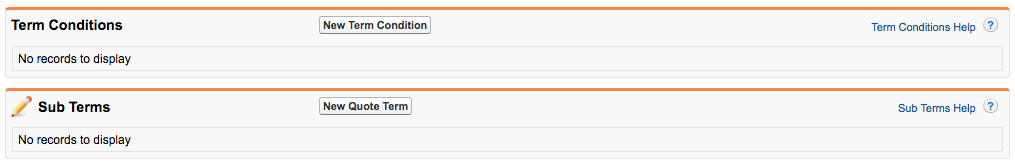 Term Conditions New Term Condition Term Conditions Help ?
No records to display
Sub Terms New Quote Term Sub Terms Help ?
No records to display